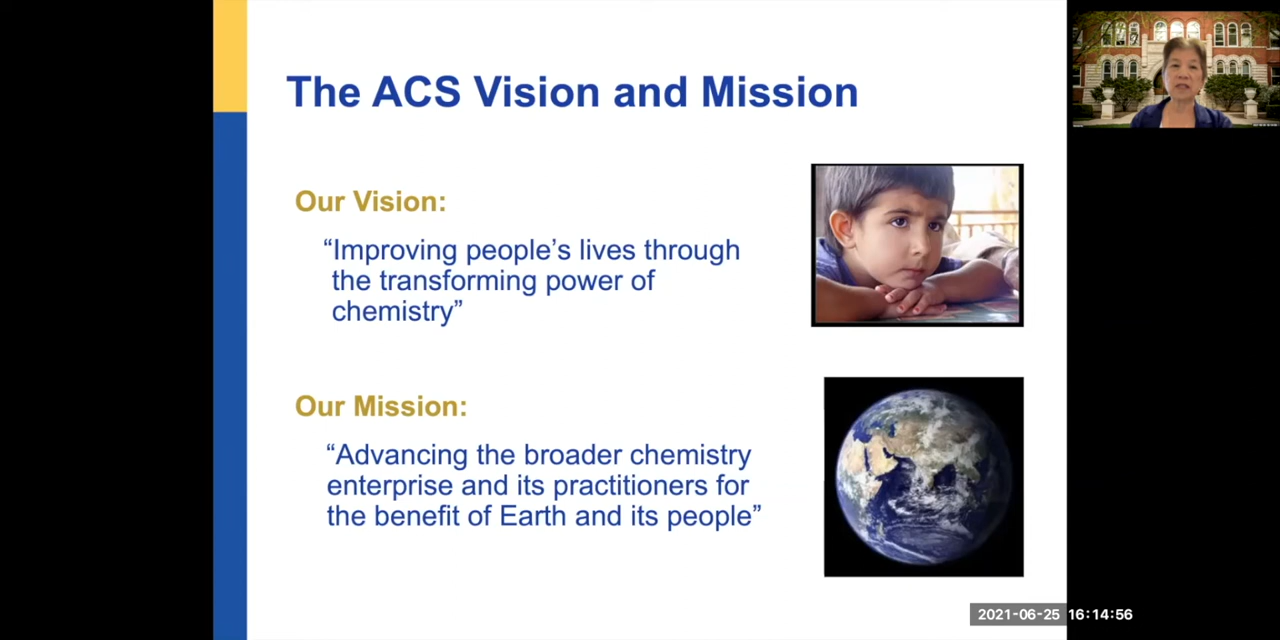 The ACS Vision and Mission
Our Vision:
“Improving people’s lives through
the transforming power of
chemistry”
Our Mission:
“Advancing the broader chemistry
enterprise and its practitioners for
the benefit of Earth and its people”
2021-06-25 16:14:56